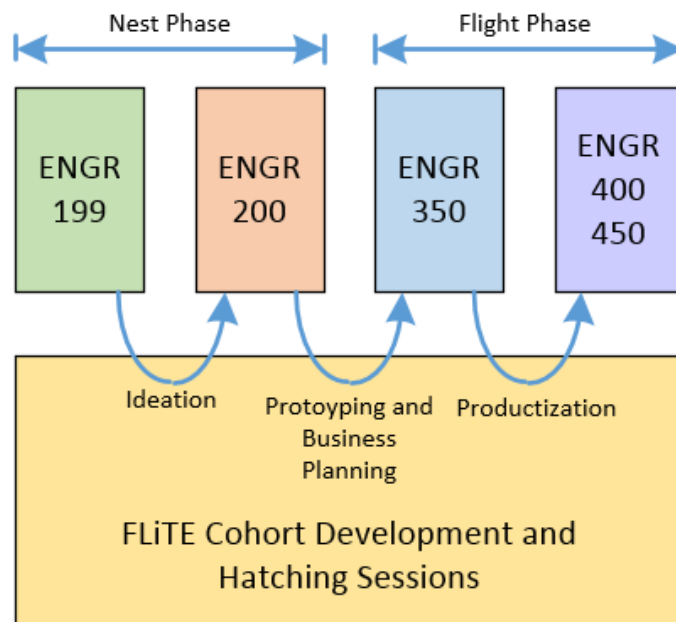 Nest Phase
Flight Phase
ENGR
199
ENGR
200
ENGR
350
ENGR
400
450
Ideation
Protoyping and
Business
Planning
Productization
FLiTE Cohort Development and
Hatching Sessions